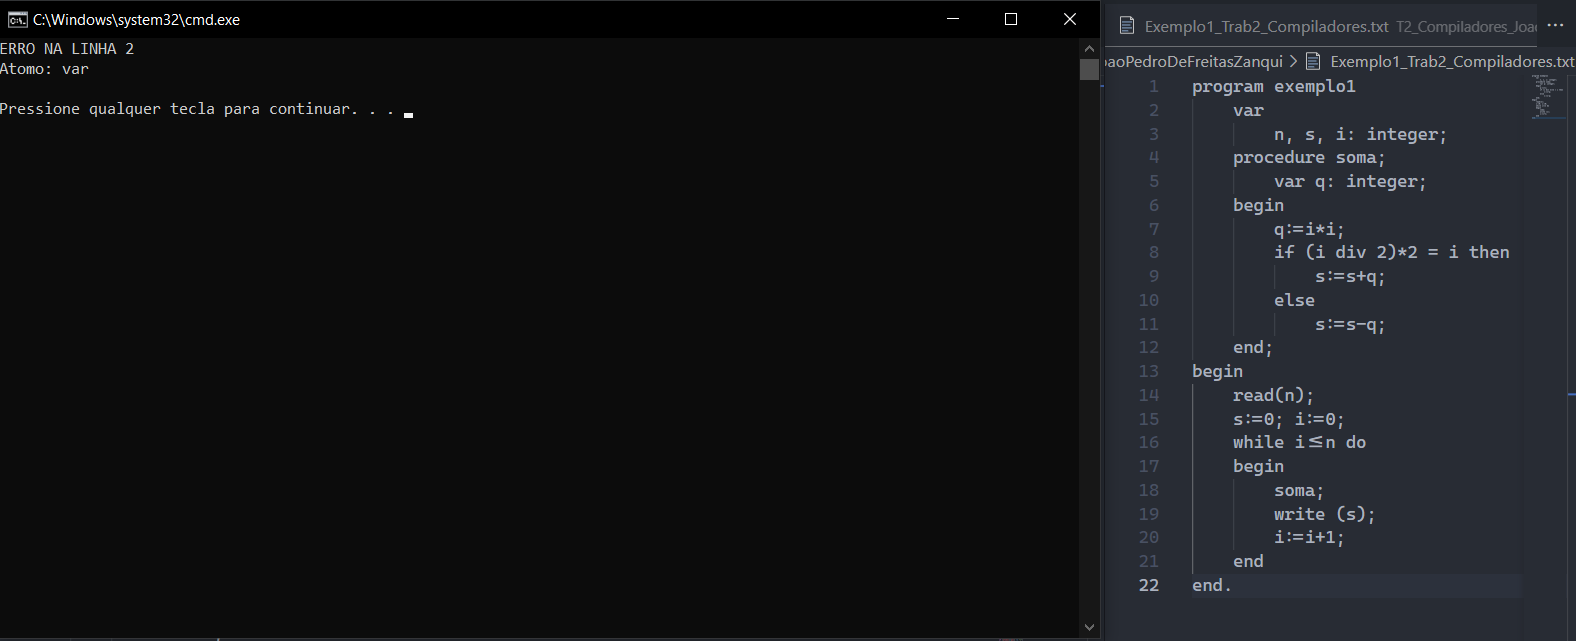 C:\Windows\system32\cmd.exe
ERRO NA LINHA 2
Atomo: var
Pressione qualquer tecla para continuar. . .
Exemplo1_Trab2_Compiladores.txt T2_Compiladores_Joao
oaoPedroDeFreitasZanqui > Exemplo1_Trab2_Compiladores.txt
1 program exemplo1
2 var
3 n, s, i: integer;
4 procedure soma;
5 var q: integer;
6 begin
7 q:=i*i;
8 if (i div 2)*2 = i then
9 s:=s+q;
10 else
11 s:=s-q;
12 end;
13 begin
14 read(n);
15 s:=0; i:=0;
16 while i≤n do
17 begin
18 soma;
19 write (s);
20 i:=i+1;
21 end
22 end.